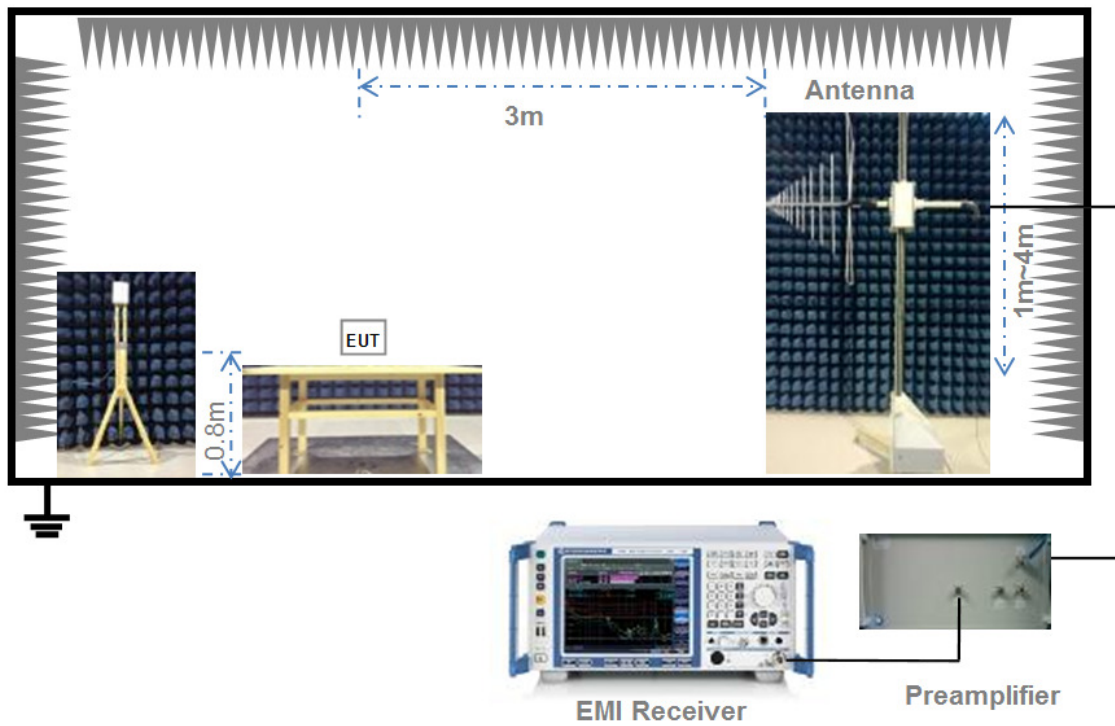 Antenna
3m
1m~4m
EUT
0.8m
EMI Receiver
Preamplifier